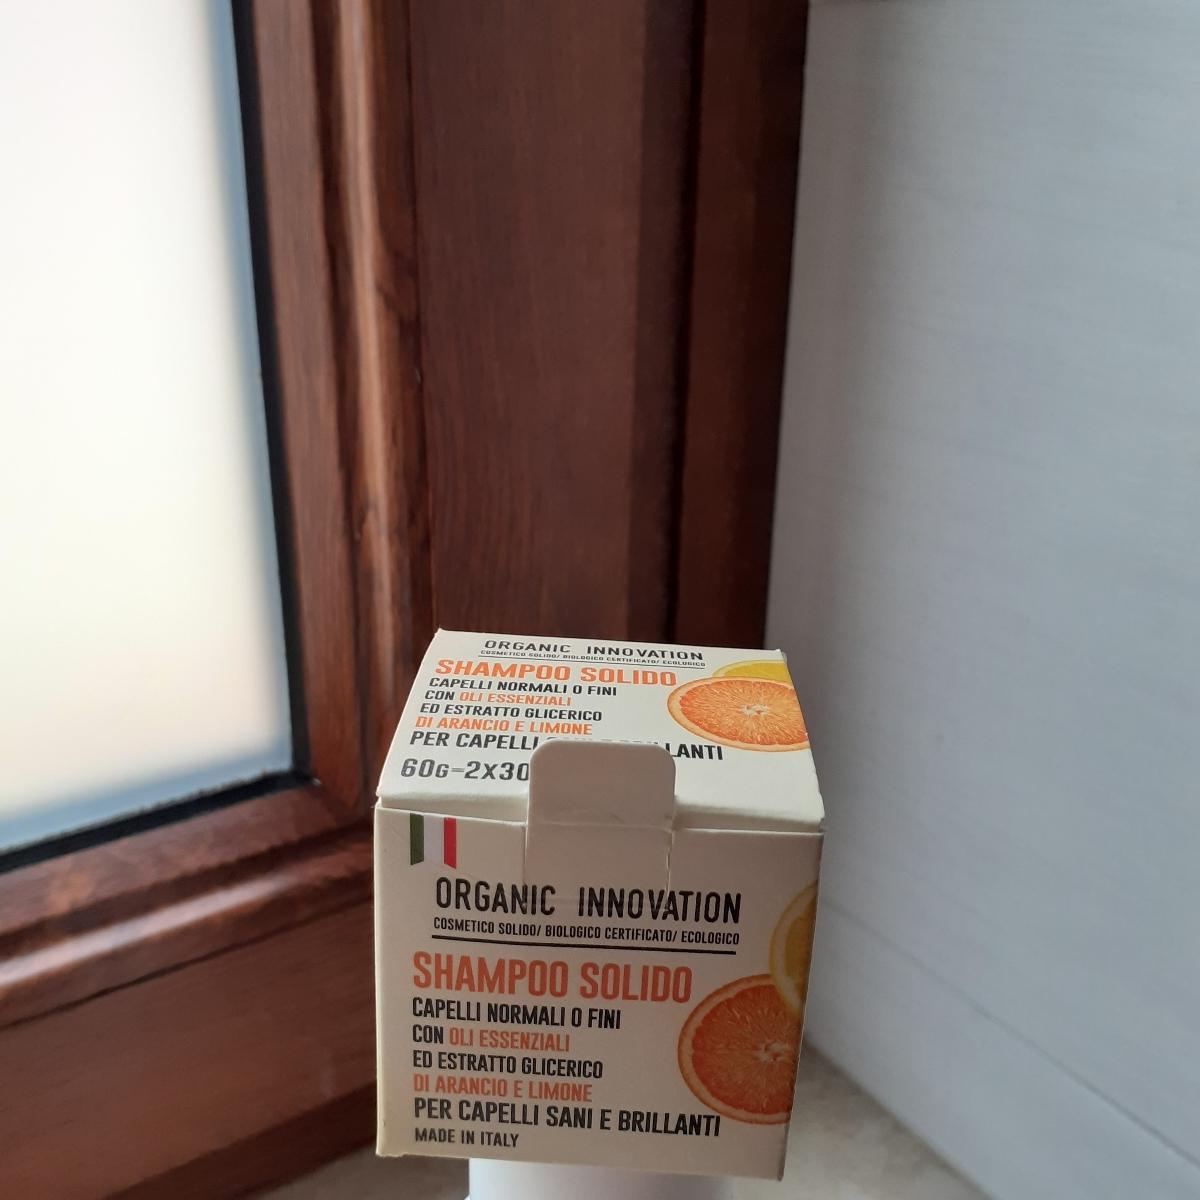 ORGANIC INNOVATION
COSMETICO SOLIDO/ BIOLOGICO CERTIFICATO/ ECOLOGICO
SHAMPOO SOLIDO
CAPELLI NORMALI O FINI
CON OLI ESSENZIALI
ED ESTRATTO GLICERICO
DI ARANCIO E LIMONE
PER CAPELLI SANI E BRILLANTI
60G=2X30
ORGANIC INNOVATION
COSMETICO SOLIDO/ BIOLOGICO CERTIFICATO/ ECOLOGICO
SHAMPOO SOLIDO
CAPELLI NORMALI O FINI
CON OLI ESSENZIALI
ED ESTRATTO GLICERICO
DI ARANCIO E LIMONE
PER CAPELLI SANI E BRILLANTI
MADE IN ITALY